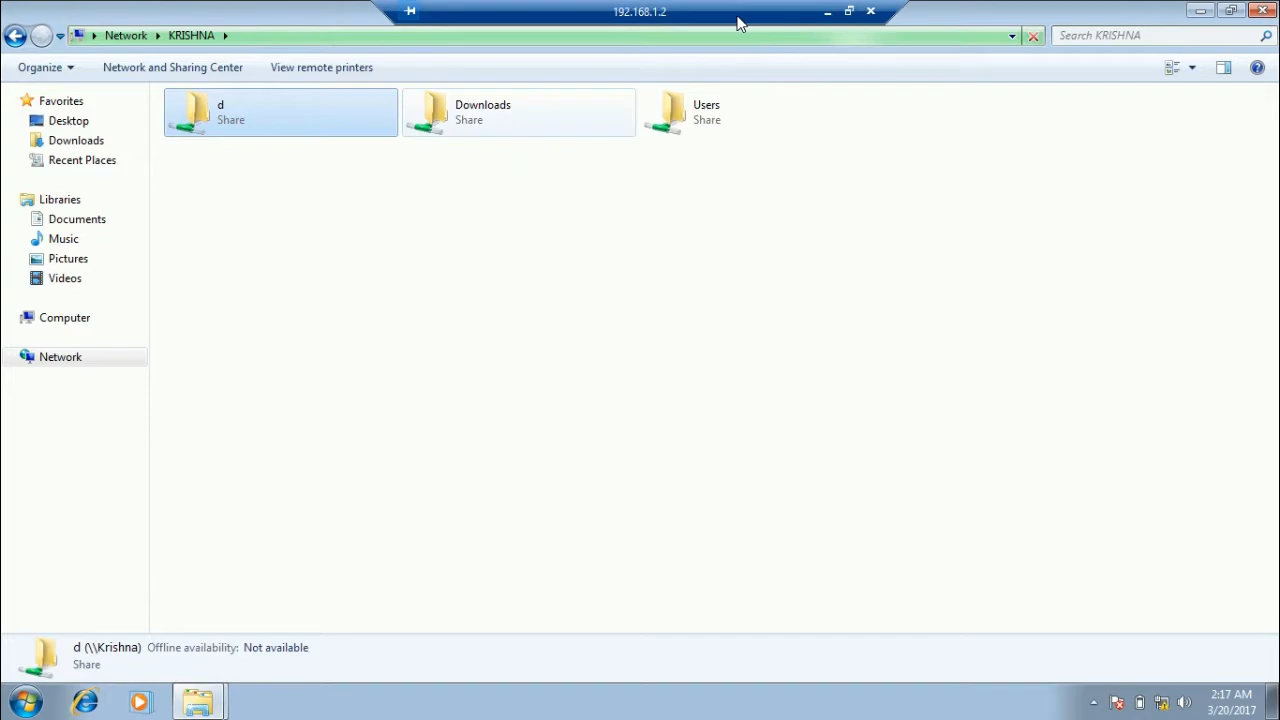 192.168.1.2
Network
KRISHNA
Search KRISHNA
Organize
Network and Sharing Center
View remote printers
Favorites
Desktop
Downloads
Recent Places
Libraries
Documents
Music
Pictures
Videos
Computer
Network
d
Share
Downloads
Share
Users
Share
d (\\Krishna) Offline availability: Not available
Share
2:17 AM
3/20/2017